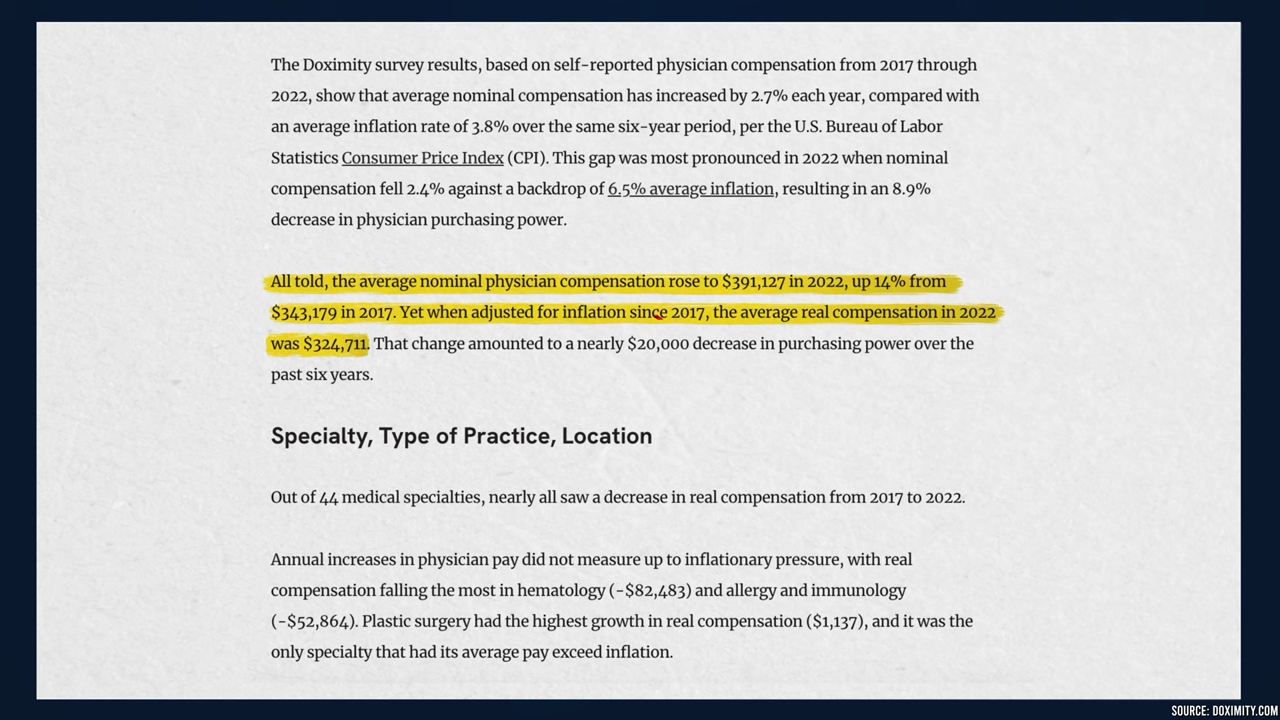 The Doximity survey results, based on self-reported physician compensation from 2017 through
2022, show that average nominal compensation has increased by 2.7% each year, compared with
an average inflation rate of 3.8% over the same six-year period, per the U.S. Bureau of Labor
Statistics Consumer Price Index (CPI). This gap was most pronounced in 2022 when nominal
compensation fell 2.4% against a backdrop of 6.5% average inflation, resulting in an 8.9%
decrease in physician purchasing power.
All told, the average nominal physician compensation rose to $391,127 in 2022, up 14% from
$343,179 in 2017. Yet when adjusted for inflation since 2017, the average real compensation in 2022
was $324,711. That change amounted to a nearly $20,000 decrease in purchasing power over the
past six years.
Specialty, Type of Practice, Location
Out of 44 medical specialties, nearly all saw a decrease in real compensation from 2017 to 2022.
Annual increases in physician pay did not measure up to inflationary pressure, with real
compensation falling the most in hematology (-$82,483) and allergy and immunology
(-$52,864). Plastic surgery had the highest growth in real compensation ($1,137), and it was the
only specialty that had its average pay exceed inflation.
SOURCE: DOXIMITY.COM